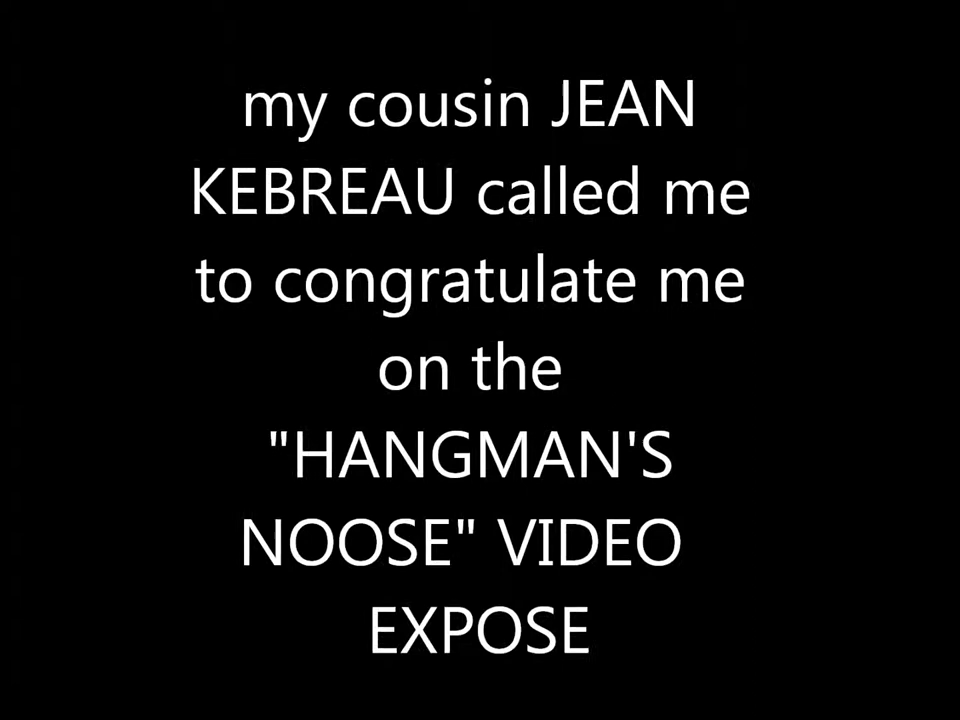 my cousin JEAN
KEBREAU called me
to congratulate me
on the
"HANGMAN'S
NOOSE" VIDEO
EXPOSE